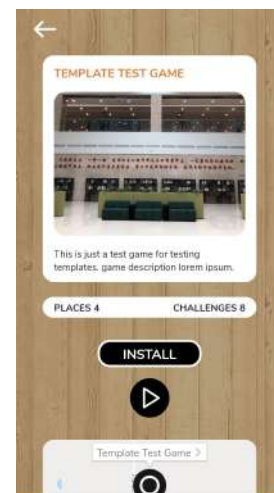 TEMPLATE TEST GAME
This is just a test game for testing
templates, game description lorem ipsum.
PLACES 4 CHALLENGES 8
INSTALL
Template Test Game >